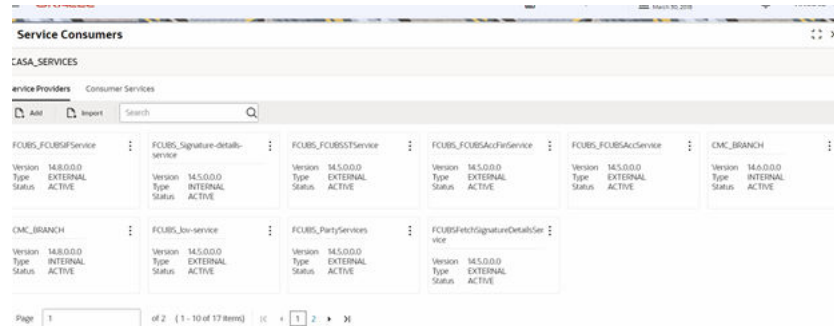 March 30, 2018
Service Consumers
CASA_SERVICES
Service Providers Consumer Services
Add Import Search
FCUBS_FCUBSIFService
Version 14.8.0.0.0
Type EXTERNAL
Status ACTIVE
FCUBS_Signature-details-
service
Version 14.5.0.0.0
Type INTERNAL
Status ACTIVE
FCUBS_FCUBSSTService
Version 14.5.0.0.0
Type EXTERNAL
Status ACTIVE
FCUBS_FCUBSAccFinService
Version 14.5.0.0.0
Type EXTERNAL
Status ACTIVE
FCUBS_FCUBSAccService
Version 14.5.0.0.0
Type EXTERNAL
Status ACTIVE
CMC_BRANCH
Version 14.6.0.0.0
Type INTERNAL
Status ACTIVE
CMC_BRANCH
Version 14.8.0.0.0
Type INTERNAL
Status ACTIVE
FCUBS_lov-service
Version 14.5.0.0.0
Type EXTERNAL
Status ACTIVE
FCUBS_PartyServices
Version 14.5.0.0.0
Type EXTERNAL
Status ACTIVE
FCUBSFetchSignatureDetailsSer
vice
Version 14.5.0.0.0
Type EXTERNAL
Status ACTIVE
Page 1 of 2 (1 - 10 of 17 items) 1 2